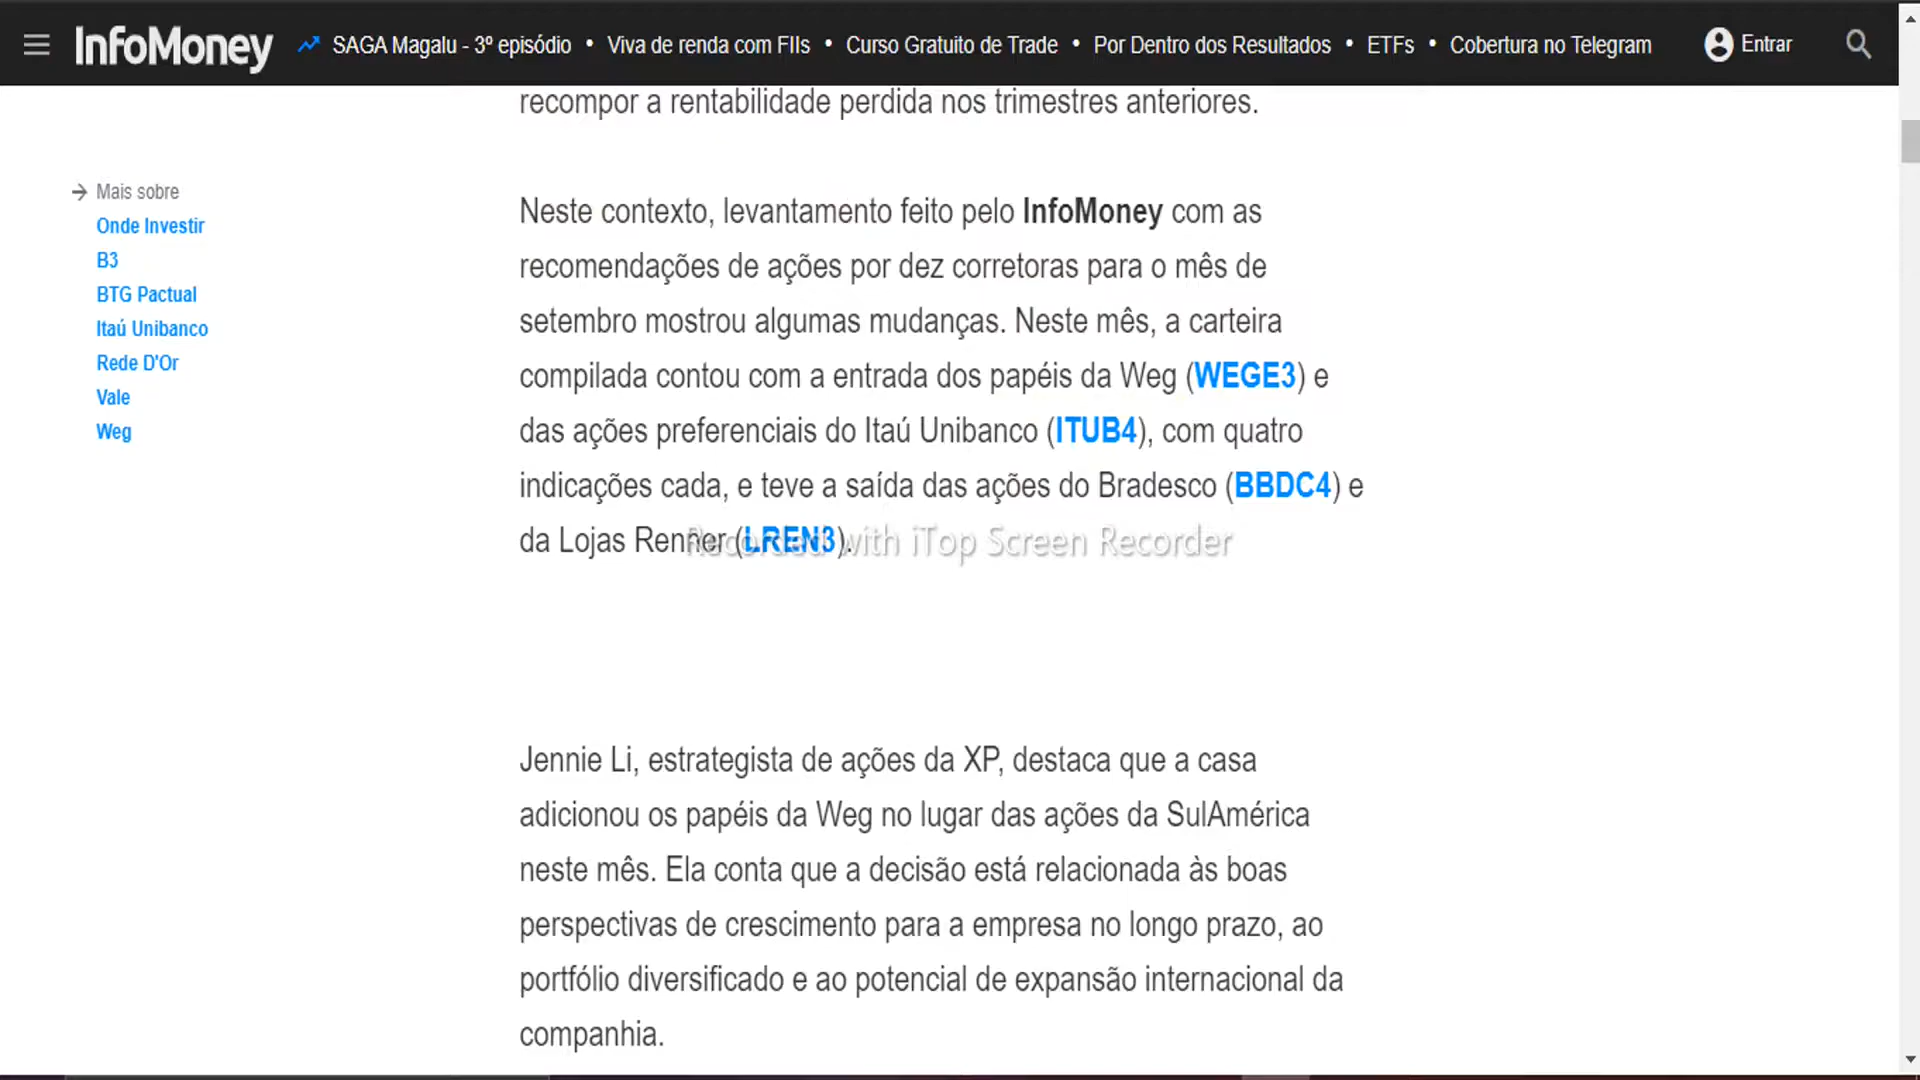 InfoMoney SAGA Magalu - 3º episódio • Viva de renda com FIIs • Curso Gratuito de Trade • Por Dentro dos Resultados • ETFs • Cobertura no Telegram Entrar
recompor a rentabilidade perdida nos trimestres anteriores.
Mais sobre
Onde Investir
B3
BTG Pactual
Itaú Unibanco
Rede D'Or
Vale
Weg
Neste contexto, levantamento feito pelo InfoMoney com as
recomendações de ações por dez corretoras para o mês de
setembro mostrou algumas mudanças. Neste mês, a carteira
compilada contou com a entrada dos papéis da Weg (WEGE3) e
das ações preferenciais do Itaú Unibanco (ITUB4), com quatro
indicações cada, e teve a saída das ações do Bradesco (BBDC4) e
da Lojas Renner (LREN3).
Recorded with iTop Screen Recorder
Jennie Li, estrategista de ações da XP, destaca que a casa
adicionou os papéis da Weg no lugar das ações da SulAmérica
neste mês. Ela conta que a decisão está relacionada às boas
perspectivas de crescimento para a empresa no longo prazo, ao
portfólio diversificado e ao potencial de expansão internacional da
companhia.